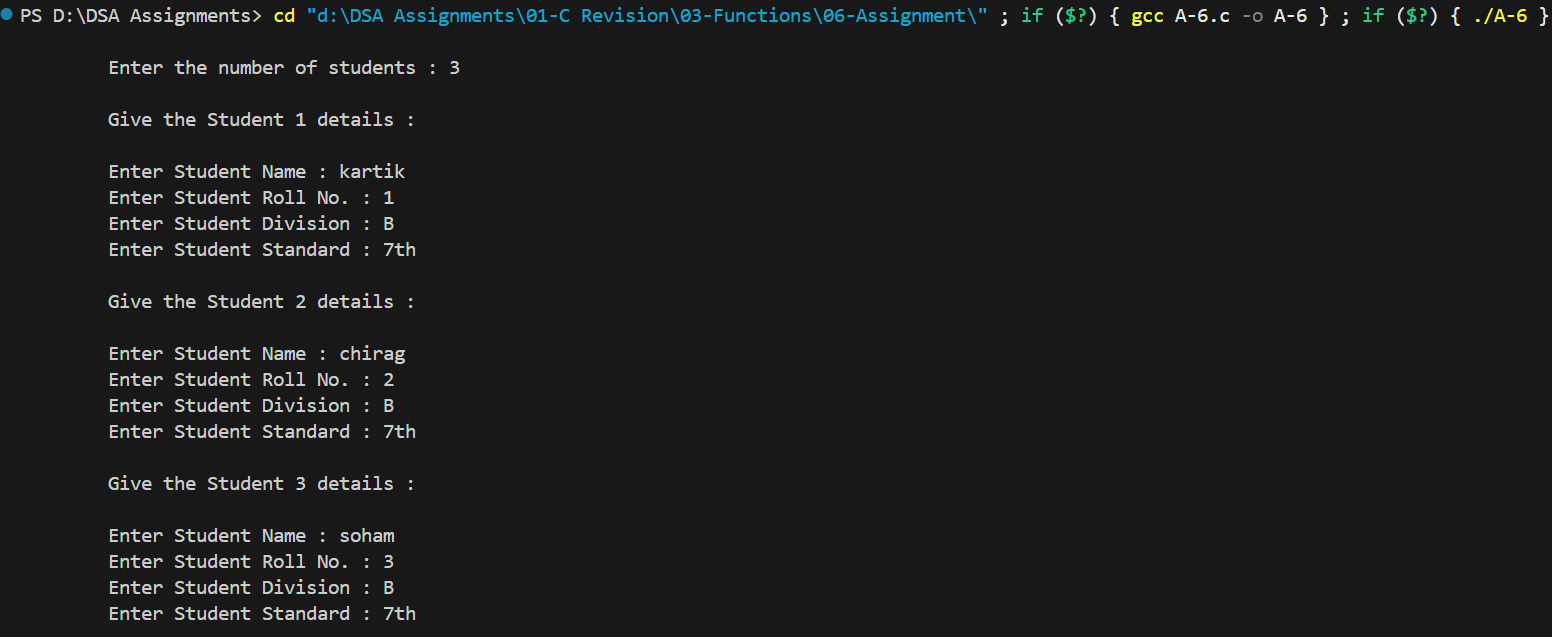 PS D:\DSA Assignments> cd "d:\DSA Assignments\01-C Revision\03-Functions\06-Assignment\" ; if ($?) { gcc A-6.c -o A-6 } ; if ($?) { ./A-6 }
Enter the number of students : 3
Give the Student 1 details :
Enter Student Name : kartik
Enter Student Roll No. : 1
Enter Student Division : B
Enter Student Standard : 7th
Give the Student 2 details :
Enter Student Name : chirag
Enter Student Roll No. : 2
Enter Student Division : B
Enter Student Standard : 7th
Give the Student 3 details :
Enter Student Name : soham
Enter Student Roll No. : 3
Enter Student Division : B
Enter Student Standard : 7th